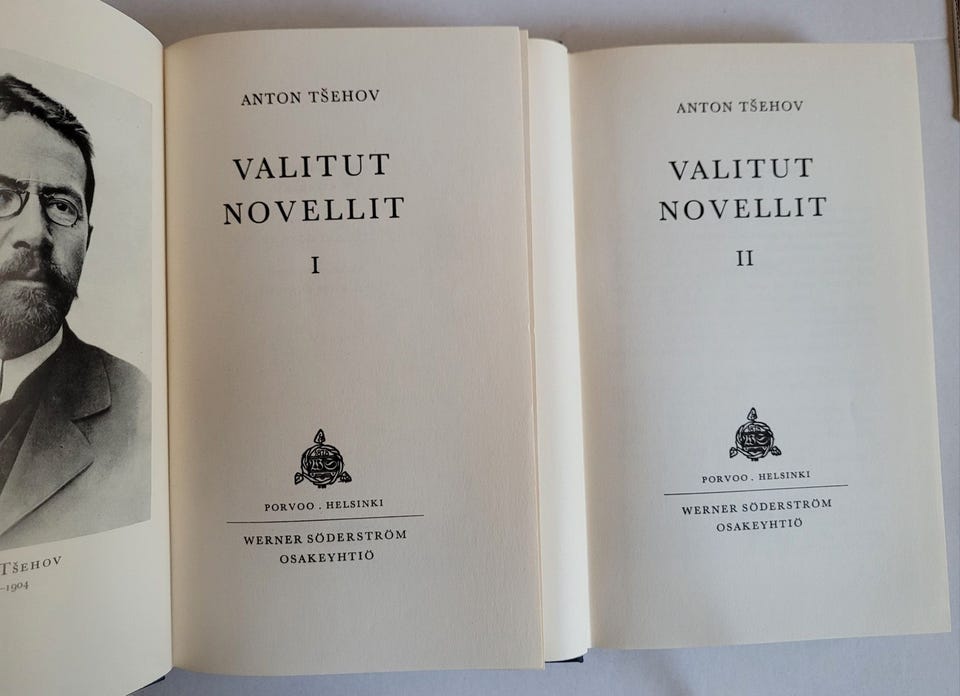 TŠEHOV
–1904
ANTON TŠEHOV
VALITUT
NOVELLIT
I
PORVOO . HELSINKI
WERNER SÖDERSTRÖM
OSAKEYHTIÖ
ANTON TŠEHOV
VALITUT
NOVELLIT
II
PORVOO . HELSINKI
WERNER SÖDERSTRÖM
OSAKEYHTIÖ